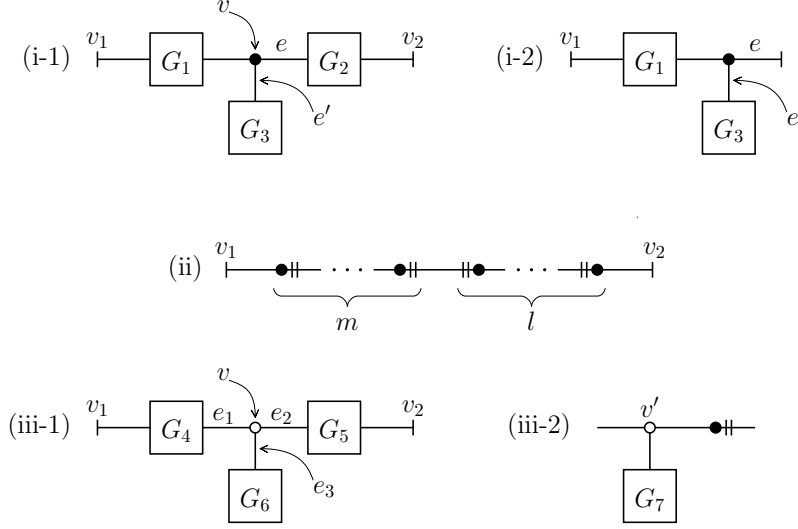 v
(i-1) v₁ G₁ e G₂ v₂
G₃ e′
(i-2) v₁ G₁ e
G₃ e
(ii) v₁ · · · · · · v₂
m l
v
(iii-1) v₁ G₄ e₁ e₂ G₅ v₂
G₆ e₃
(iii-2) v′
G₇